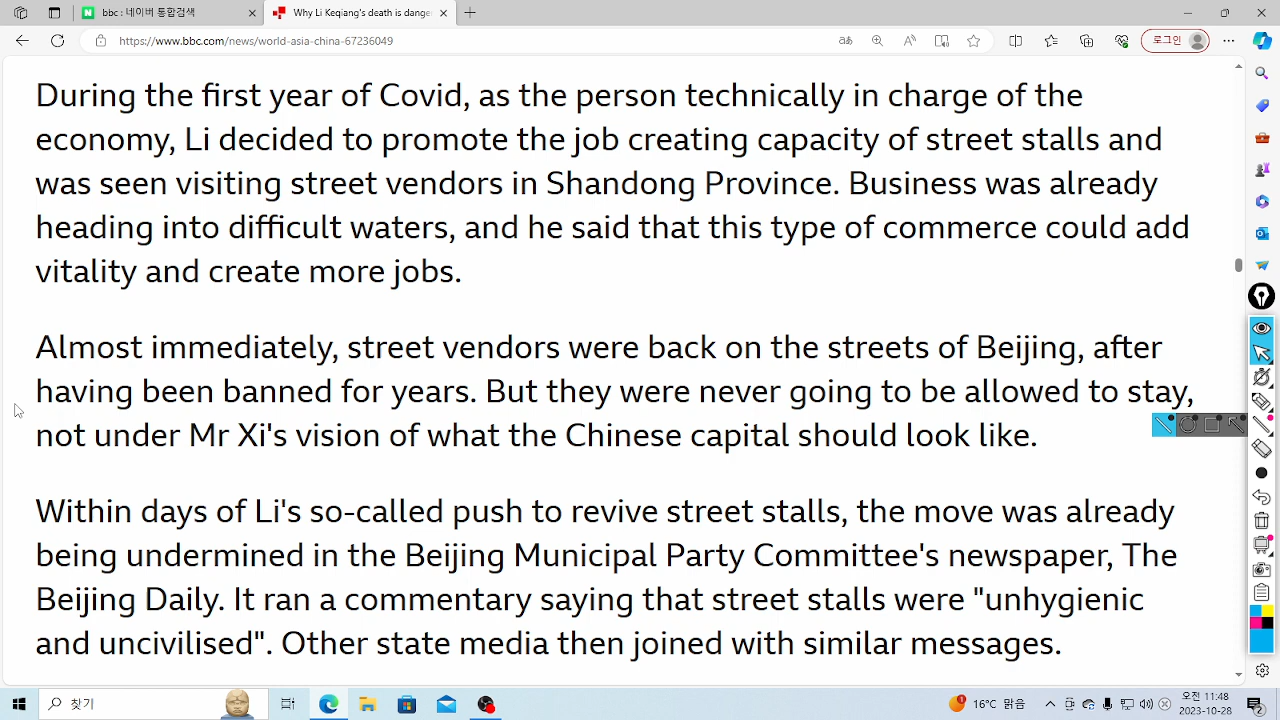 bbc : 네이버 통합검색
Why Li Keqiang's death is dange
https://www.bbc.com/news/world-asia-china-67236049
로그인
During the first year of Covid, as the person technically in charge of the
economy, Li decided to promote the job creating capacity of street stalls and
was seen visiting street vendors in Shandong Province. Business was already
heading into difficult waters, and he said that this type of commerce could add
vitality and create more jobs.
Almost immediately, street vendors were back on the streets of Beijing, after
having been banned for years. But they were never going to be allowed to stay,
not under Mr Xi's vision of what the Chinese capital should look like.
Within days of Li's so-called push to revive street stalls, the move was already
being undermined in the Beijing Municipal Party Committee's newspaper, The
Beijing Daily. It ran a commentary saying that street stalls were "unhygienic
and uncivilised". Other state media then joined with similar messages.
찾기
1
16°C 맑음
오전 11:48
2023-10-28
2